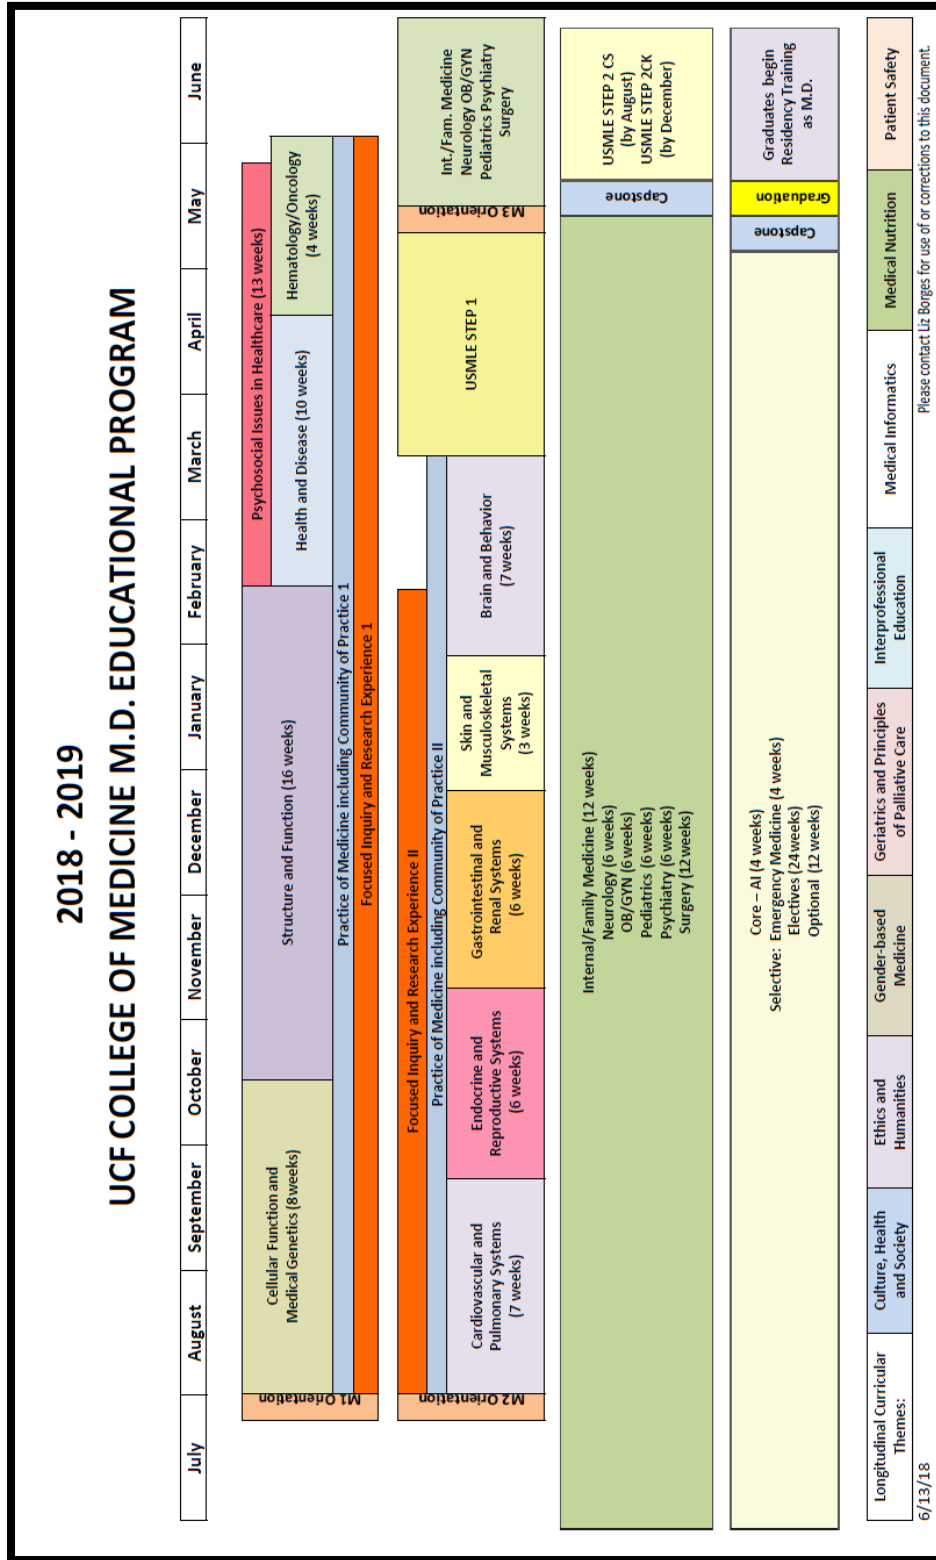 2018 - 2019
UCF COLLEGE OF MEDICINE M.D. EDUCATIONAL PROGRAM
July
August
September
October
November
December
January
February
March
April
May
June
M1 Orientation
Cellular Function and
Medical Genetics (8weeks)
Structure and Function (16 weeks)
Psychosocial Issues in Healthcare (13 weeks)
Health and Disease (10 weeks)
Hematology/Oncology
(4 weeks)
Practice of Medicine including Community of Practice 1
Focused Inquiry and Research Experience 1
M2 Orientation
Focused Inquiry and Research Experience II
Practice of Medicine including Community of Practice II
Cardiovascular and
Pulmonary Systems
(7 weeks)
Endocrine and
Reproductive Systems
(6 weeks)
Gastrointestinal and
Renal Systems
(6 weeks)
Skin and
Musculoskeletal
Systems
(3 weeks)
Brain and Behavior
(7weeks)
USMLE STEP 1
M3 Orientation
Int./Fam. Medicine
Neurology OB/GYN
Pediatrics Psychiatry
Surgery
Internal/Family Medicine (12 weeks)
Neurology (6 weeks)
OB/GYN (6 weeks)
Pediatrics (6 weeks)
Psychiatry (6 weeks)
Surgery (12weeks)
Capstone
USMLE STEP 2 CS
(by August)
USMLE STEP 2CK
(by December)
Core – AI (4 weeks)
Selective: Emergency Medicine (4 weeks)
Electives (24weeks)
Optional (12 weeks)
Capstone
Graduation
Graduates begin
Residency Training
as M.D.
Longitudinal Curricular
Themes:
Culture, Health
and Society
Ethics and
Humanities
Gender-based
Medicine
Geriatrics and Principles
of Palliative Care
Interprofessional
Education
Medical Informatics
Medical Nutrition
Patient Safety
6/13/18
Please contact Liz Borges for use of or corrections to this document.